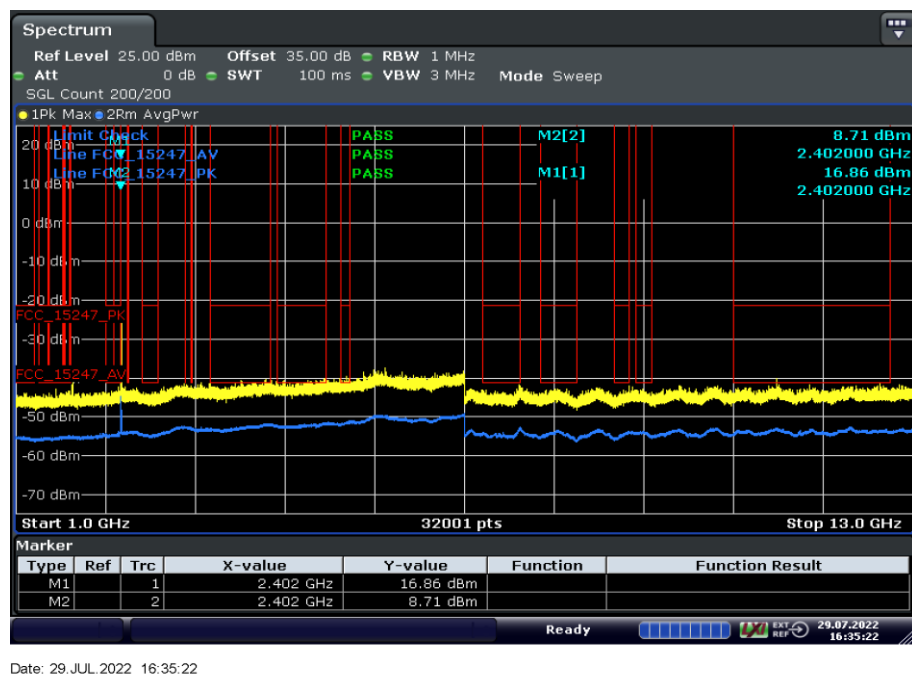 Spectrum
Ref Level 25.00 dBm Offset 35.00 dB RBW 1 MHz
Att 0 dB SWT 100 ms VBW 3 MHz Mode Sweep
SGL Count 200/200
1Pk Max 2Rm AvgPwr
Limit Check PASS M2[2] 8.71 dBm
Line FCC_15247_AV PASS 2.402000 GHz
Line FCC_15247_PK PASS M1[1] 16.86 dBm
2.402000 GHz
M1
M2
20 dBm
10 dBm
0 dBm
-10 dBm
-20 dBm
FCC_15247_PK
-30 dBm
FCC_15247_AV
-50 dBm
-60 dBm
-70 dBm
Start 1.0 GHz 32001 pts Stop 13.0 GHz
Marker
Type Ref Trc X-value Y-value Function Function Result
M1 1 2.402 GHz 16.86 dBm
M2 2 2.402 GHz 8.71 dBm
Ready LXI EXT REF 29.07.2022
16:35:22
Date: 29.JUL.2022 16:35:22